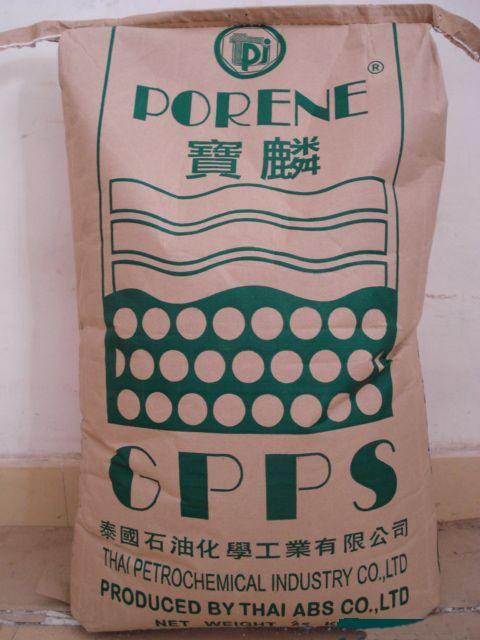 TPI
®
PORENE
寶麟
GPPS
泰國石油化學工業有限公司
THAI PETROCHEMICAL INDUSTRY CO.,LTD
PRODUCED BY THAI ABS CO.,LTD
NET WEIGHT 25 K